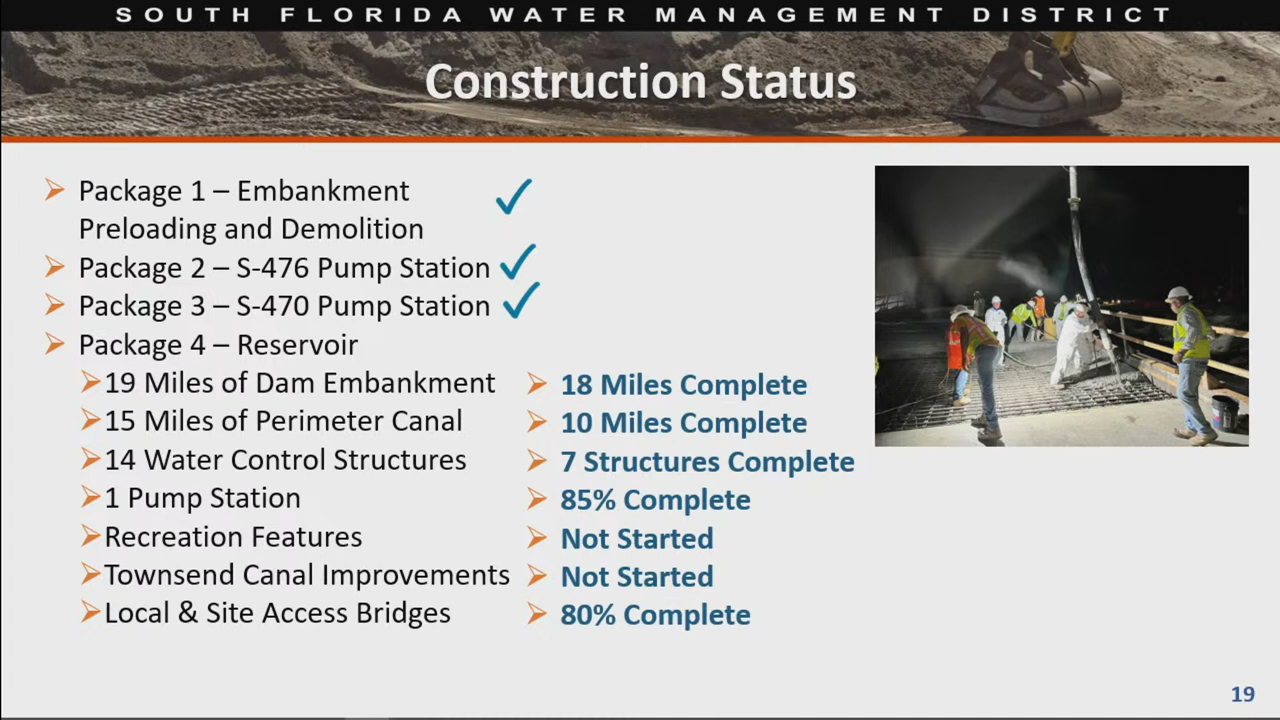 SOUTH FLORIDA WATER MANAGEMENT DISTRICT
Construction Status
Package 1 – Embankment
Preloading and Demolition
Package 2 – S-476 Pump Station
Package 3 – S-470 Pump Station
Package 4 – Reservoir
19 Miles of Dam Embankment
18 Miles Complete
15 Miles of Perimeter Canal
10 Miles Complete
14 Water Control Structures
7 Structures Complete
1 Pump Station
85% Complete
Recreation Features
Not Started
Townsend Canal Improvements
Not Started
Local & Site Access Bridges
80% Complete
19